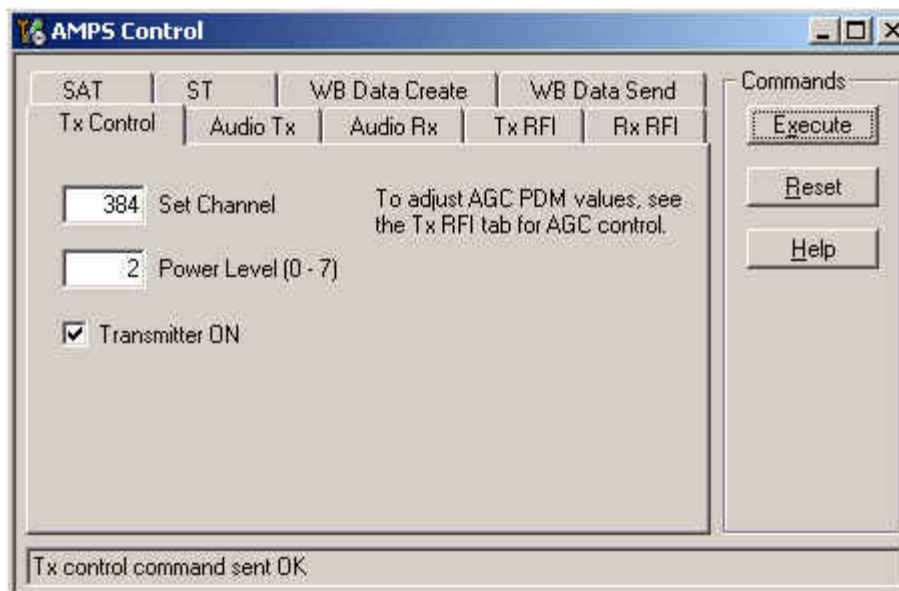 AMPS Control
SAT ST WB Data Create WB Data Send
Tx Control Audio Tx Audio Rx Tx RFI Rx RFI
384 Set Channel
To adjust AGC PDM values, see
the Tx RFI tab for AGC control.
2 Power Level (0 - 7)
Transmitter ON
Commands
Execute
Reset
Help
Tx control command sent OK